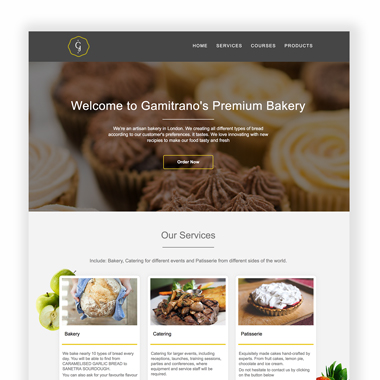 G
HOME SERVICES COURSES PRODUCTS
Welcome to Gamitrano's Premium Bakery
We're an artisan bakery in London. We creating all different types of bread
according to our customer's preferences. It tastes. We love innovating with new
recipies to make our food tasty and fresh
Order Now
Our Services
Include: Bakery, Catering for different events and Patisserie from different sides of the world.
Bakery
We bake nearly 10 types of bread every
day. You will be able to find from
CARAMELISED GARLIC BREAD to
SANETRA SOURDOUGH.
You can also ask for your favourite flavour
Catering
Catering for larger events, including
receptions, launches, training sessions,
parties and conferences, where
equipment and service staff will be
required.
Patisserie
Exquisitely made cakes hand-crafted by
experts. From fruit cakes, lemon pie,
chocolate and etc.
Do not hesitate to contact us by clicking
on the button below